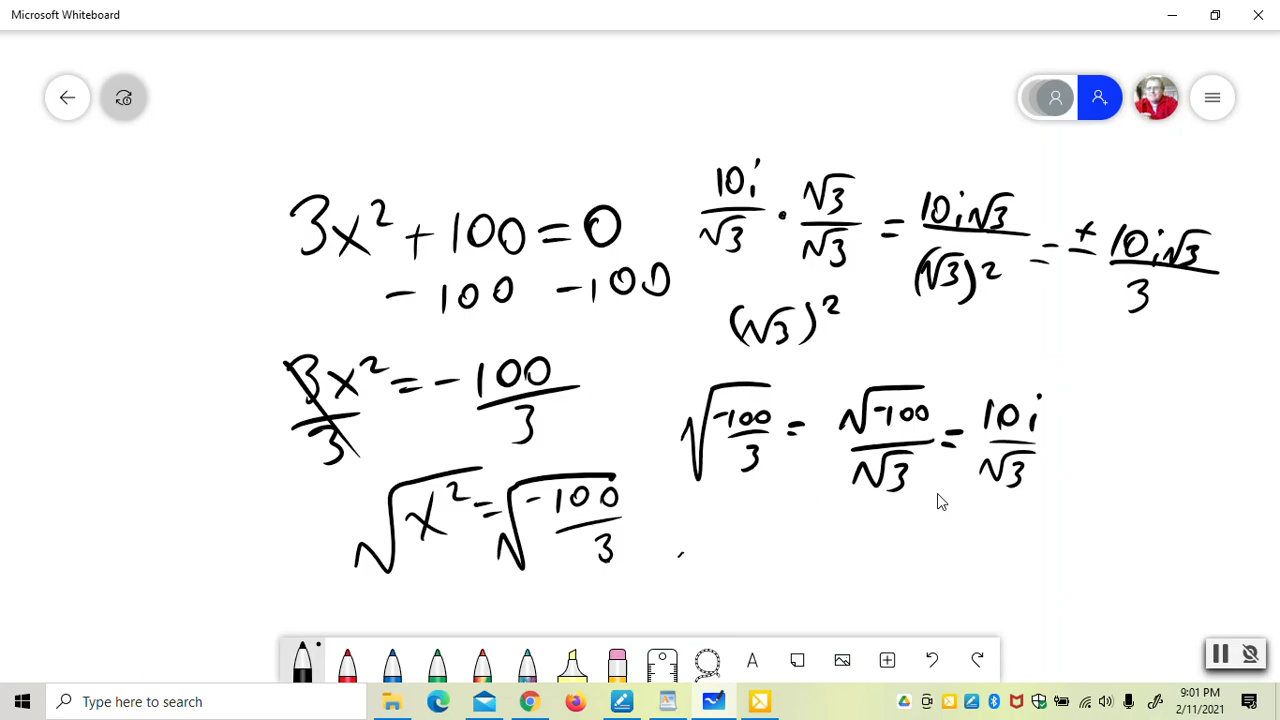 Microsoft Whiteboard
3x² + 100 = 0
- 100 -100
3x²/3 = -100/3
√x² = √-100/3
10i/√3 · √3/√3 = 10i√3/(√3)² = ± 10i√3/3
(√3)²
√-100/3 = √-100/√3 = 10i/√3
A
Type here to search
9:01 PM
2/11/2021